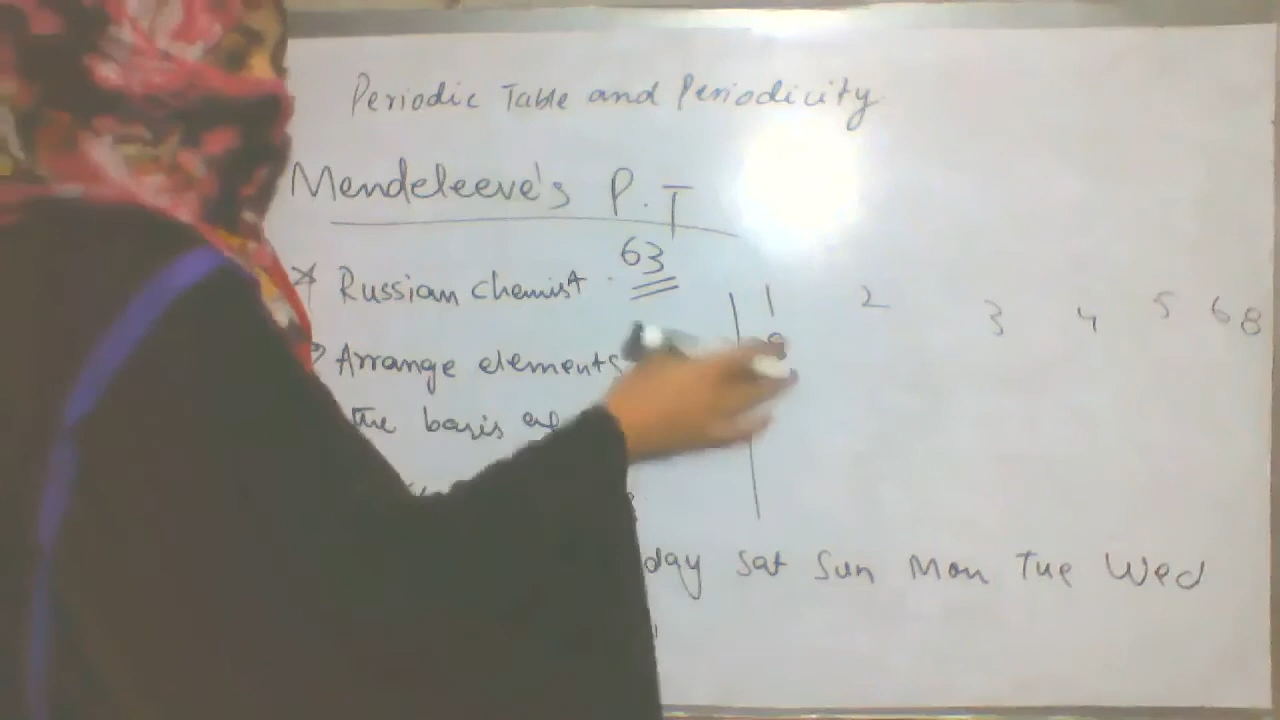 Periodic Table and Periodicity
Mendeleeve's P.T
63
Russian chemist.
1 2 3 4 5 6 8
Arrange elements
the basis
day Sat Sun Mon Tue Wed